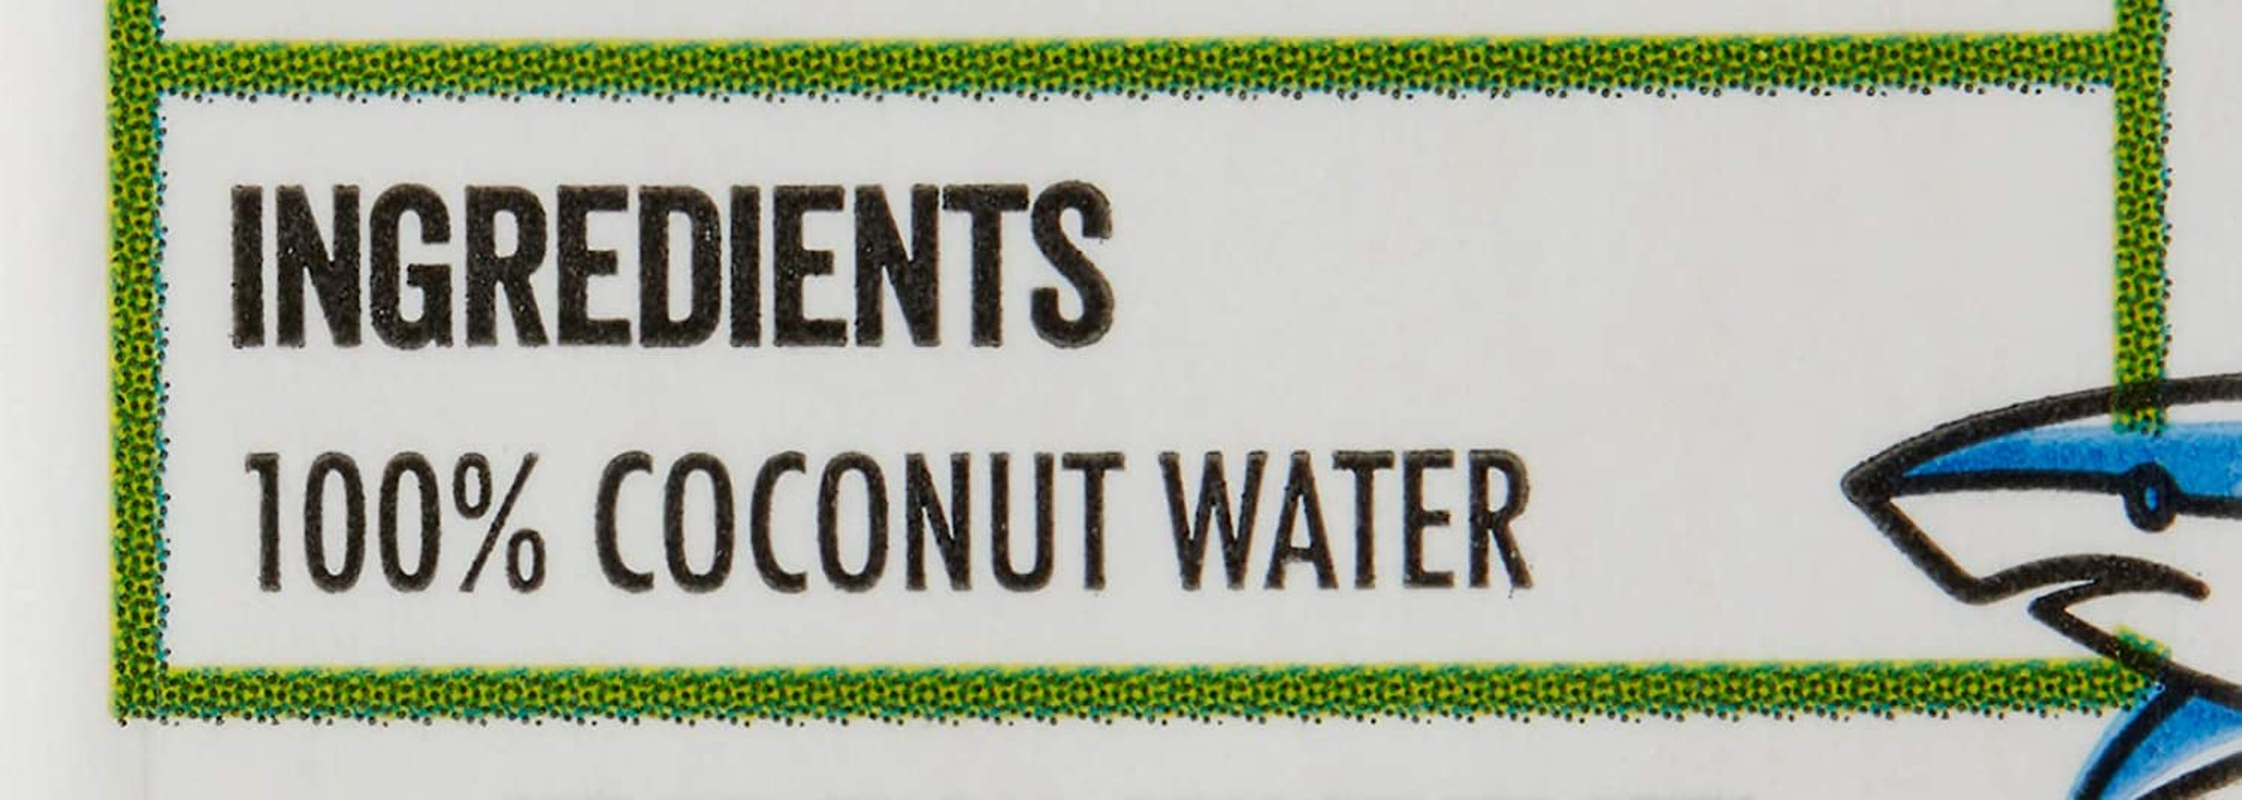 INGREDIENTS
100% COCONUT WATER